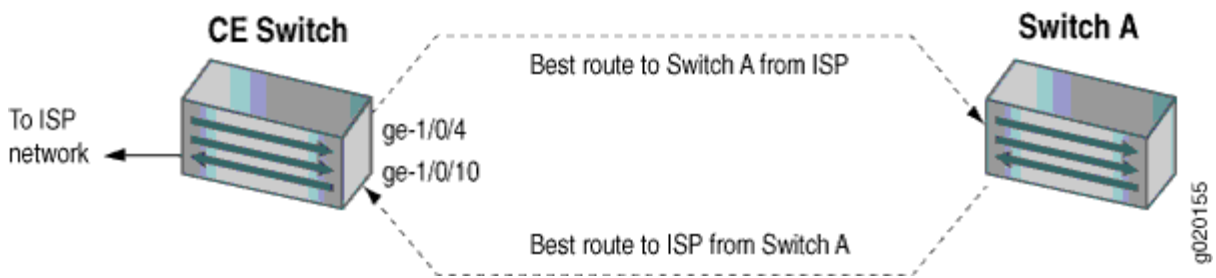 CE Switch
Switch A
Best route to Switch A from ISP
To ISP
network
ge-1/0/4
ge-1/0/10
Best route to ISP from Switch A
g020155